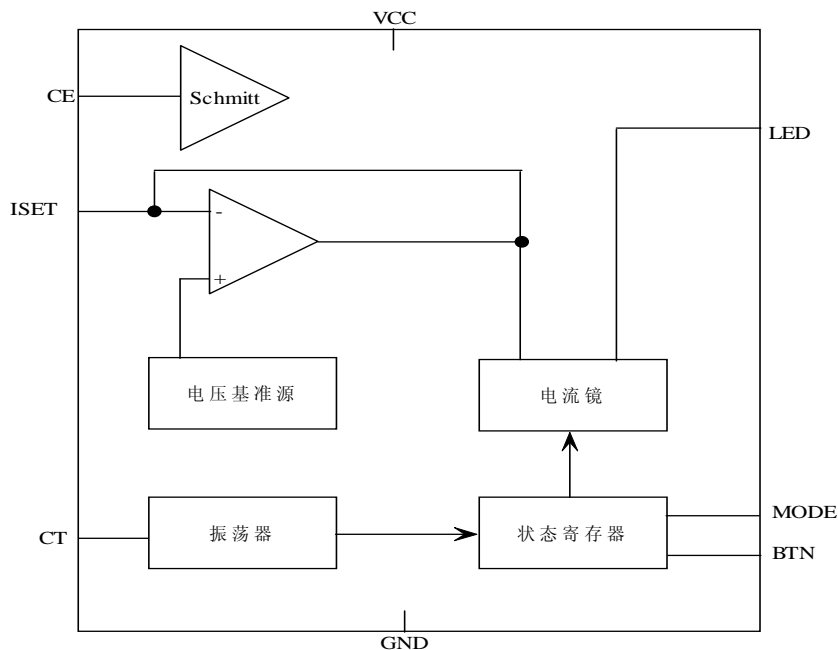 VCC
CE
Schmitt
LED
ISET
-
+
电压基准源
电流镜
CT
振荡器
状态寄存器
MODE
BTN
GND